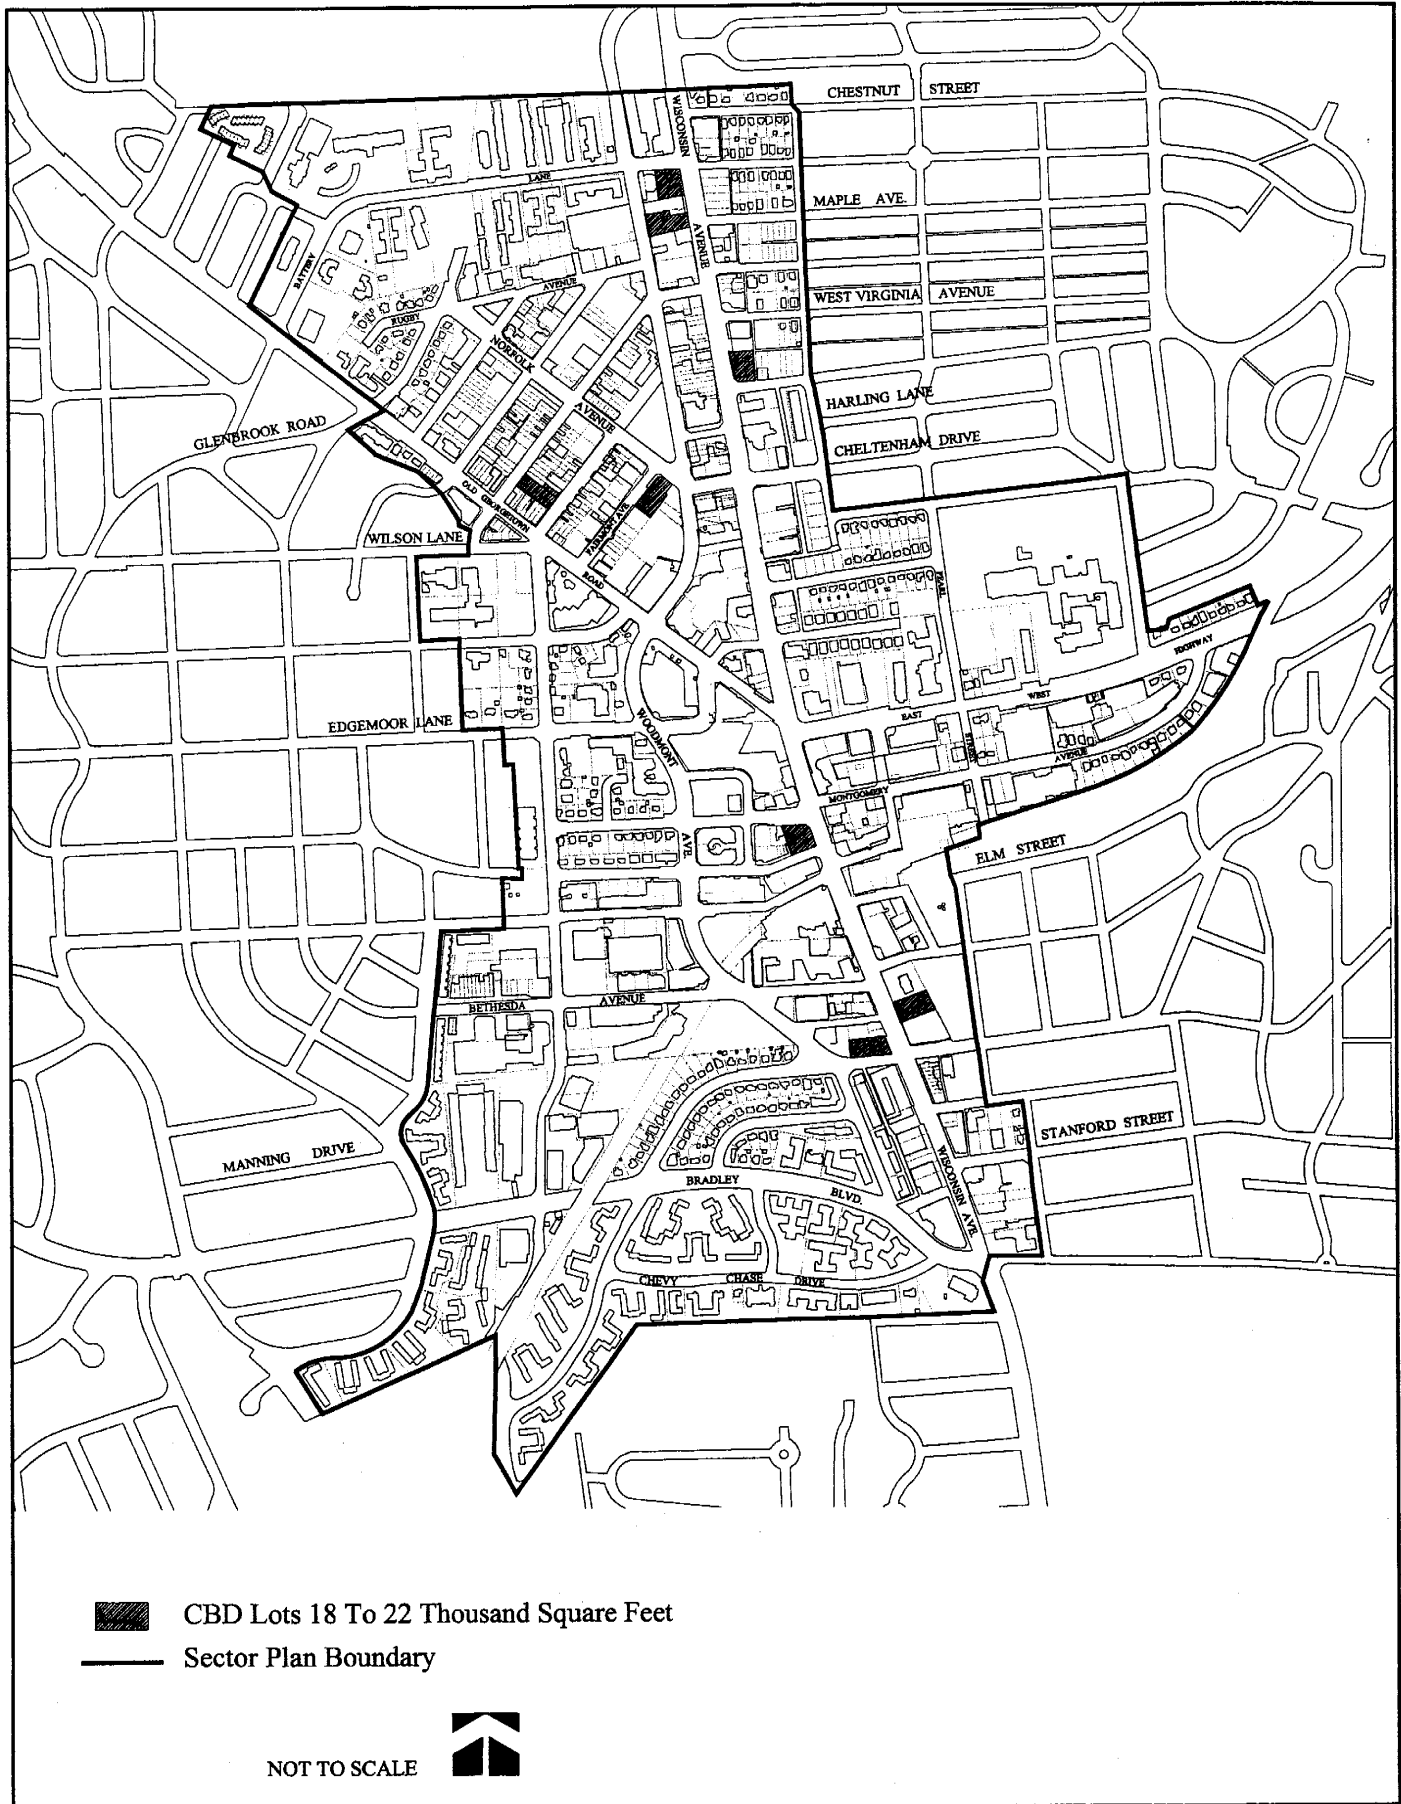 CHESTNUT STREET
WISCONSIN
LANE
MAPLE AVE.
AVENUE
BATTERY
AVENUE
WEST VIRGINIA AVENUE
RUGBY
NORFOLK
HARLING LANE
AVENUE
GLENBROOK ROAD
CHELTENHAM DRIVE
OLD GEORGETOWN
FAIRMONT AVE
WILSON LANE
ROAD
PEARL
HIGHWAY
WEST
EDGEMOOR LANE
EAST
WOODMONT
STREET
AVENUE
MONTGOMERY
AVE.
ELM STREET
BETHESDA AVENUE
STANFORD STREET
MANNING DRIVE
WISCONSIN AVE.
BRADLEY
BLVD.
CHEVY CHASE DRIVE
CBD Lots 18 To 22 Thousand Square Feet
Sector Plan Boundary
NOT TO SCALE